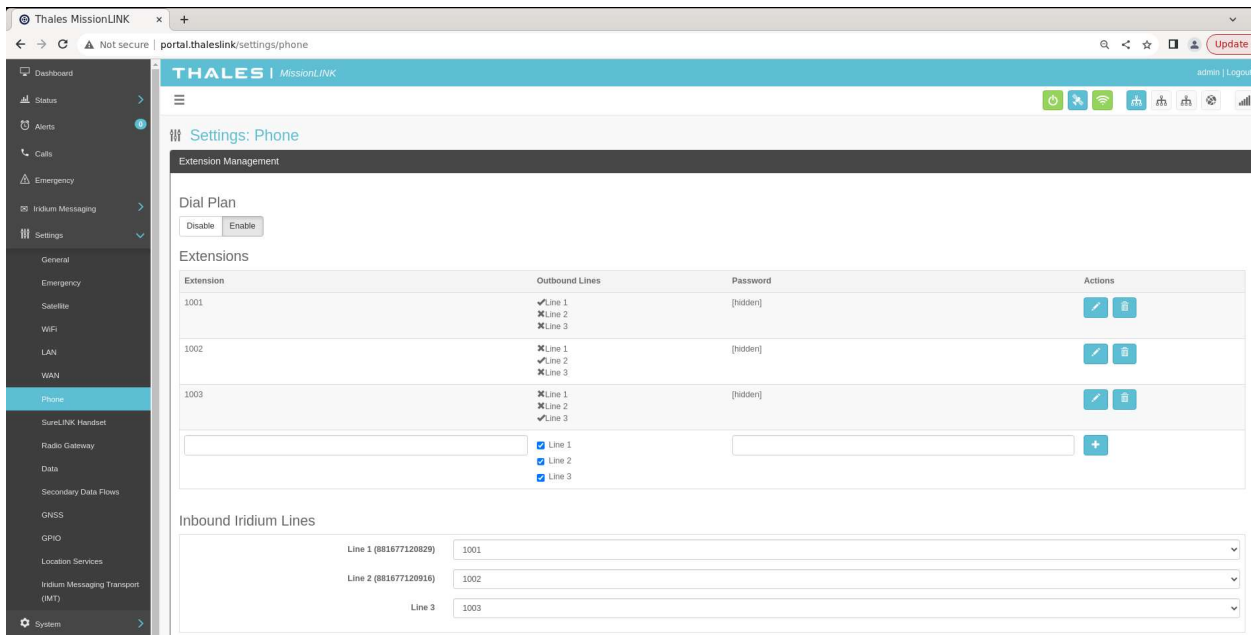 Thales MissionLINK
Not secure | portal.thaleslink/settings/phone
Update
Dashboard
THALES | MissionLINK
admin | Logout
Status
Alerts
0
Calls
Emergency
Iridium Messaging
Settings
General
Emergency
Satellite
WiFi
LAN
WAN
Phone
SureLINK Handset
Radio Gateway
Data
Secondary Data Flows
GNSS
GPIO
Location Services
Iridium Messaging Transport
(IMT)
System
Settings: Phone
Extension Management
Dial Plan
Disable Enable
Extensions
Extension Outbound Lines Password Actions
1001 ✔Line 1 [hidden]
✖Line 2
✖Line 3
1002 ✖Line 1 [hidden]
✔Line 2
✖Line 3
1003 ✖Line 1 [hidden]
✖Line 2
✔Line 3
Line 1
Line 2
Line 3
Inbound Iridium Lines
Line 1 (881677120829) 1001
Line 2 (881677120916) 1002
Line 3 1003